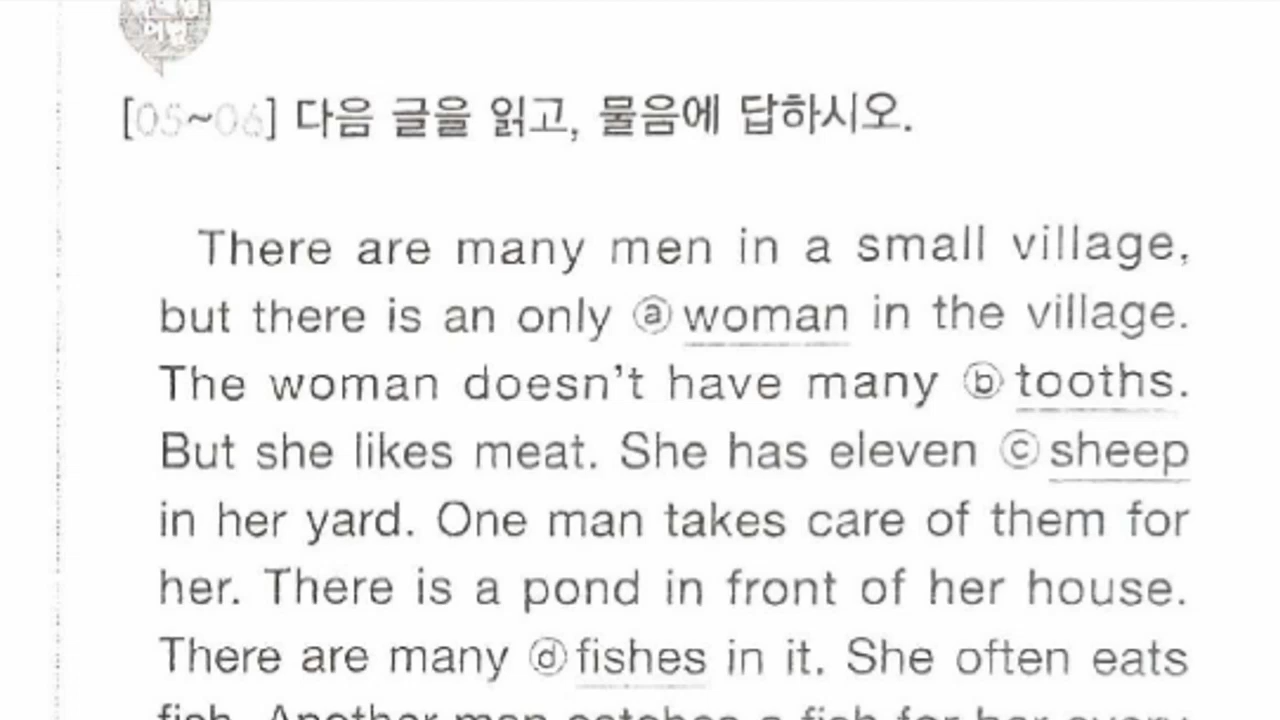 [05~06] 다음 글을 읽고, 물음에 답하시오.
There are many men in a small village,
but there is an only ⓐ woman in the village.
The woman doesn't have many ⓑ tooths.
But she likes meat. She has eleven ⓒ sheep
in her yard. One man takes care of them for
her. There is a pond in front of her house.
There are many ⓓ fishes in it. She often eats
fish. Another man catches a fish for her every